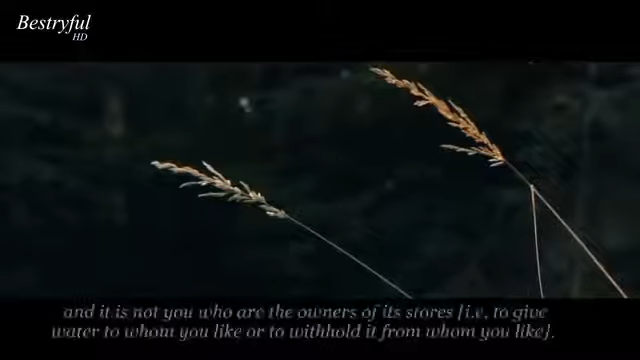 Bestryful
HD
and it is not you who are the owners of its stores [i.e. to give
water to whom you like or to withhold it from whom you like].